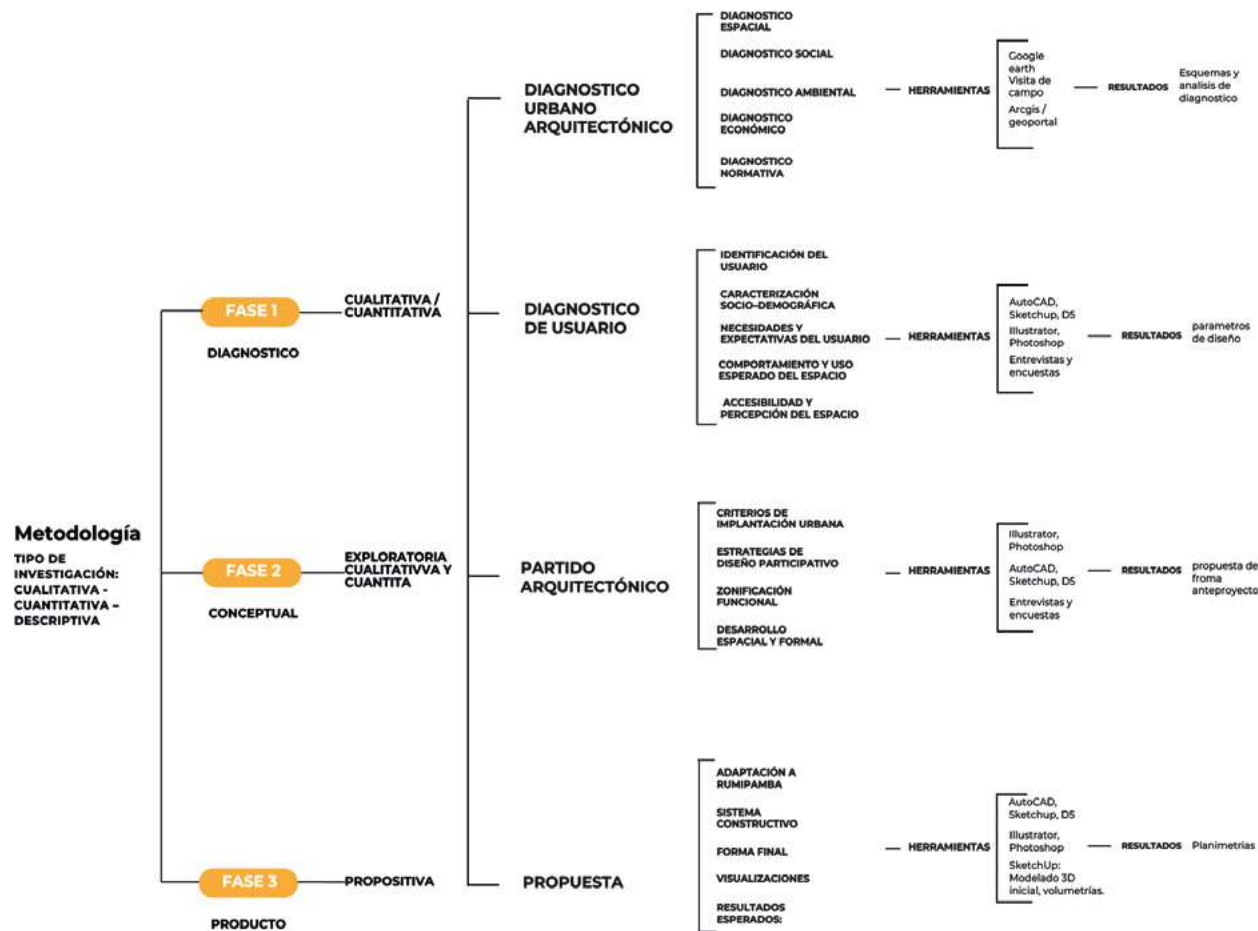 Metodología
TIPO DE
INVESTIGACIÓN:
CUALITATIVA -
CUANTITATIVA –
DESCRIPTIVA
FASE 1
DIAGNOSTICO
CUALITATIVA /
CUANTITATIVA
DIAGNOSTICO
URBANO
ARQUITECTÓNICO
DIAGNOSTICO
ESPACIAL
DIAGNOSTICO SOCIAL
DIAGNOSTICO AMBIENTAL
DIAGNOSTICO
ECONÓMICO
DIAGNOSTICO
NORMATIVA
HERRAMIENTAS
Google
earth
Visita de
campo
Arcgis /
geoportal
RESULTADOS
Esquemas y
analisis de
diagnostico
DIAGNOSTICO
DE USUARIO
IDENTIFICACIÓN DEL
USUARIO
CARACTERIZACIÓN
SOCIO–DEMOGRÁFICA
NECESIDADES Y
EXPECTATIVAS DEL USUARIO
COMPORTAMIENTO Y USO
ESPERADO DEL ESPACIO
ACCESIBILIDAD Y
PERCEPCIÓN DEL ESPACIO
HERRAMIENTAS
AutoCAD,
Sketchup, D5
Illustrator,
Photoshop
Entrevistas y
encuestas
RESULTADOS
parametros
de diseño
FASE 2
CONCEPTUAL
EXPLORATORIA
CUALITATIVVA Y
CUANTITA
PARTIDO
ARQUITECTÓNICO
CRITERIOS DE
IMPLANTACIÓN URBANA
ESTRATEGIAS DE
DISEÑO PARTICIPATIVO
ZONIFICACIÓN
FUNCIONAL
DESARROLLO
ESPACIAL Y FORMAL
HERRAMIENTAS
Illustrator,
Photoshop
AutoCAD,
Sketchup, D5
Entrevistas y
encuestas
RESULTADOS
propuesta de
froma
anteproyecto
FASE 3
PRODUCTO
PROPOSITIVA
PROPUESTA
ADAPTACIÓN A
RUMIPAMBA
SISTEMA
CONSTRUCTIVO
FORMA FINAL
VISUALIZACIONES
RESULTADOS
ESPERADOS:
HERRAMIENTAS
AutoCAD,
Sketchup, D5
Illustrator,
Photoshop
SketchUp:
Modelado 3D
inicial, volumetrías.
RESULTADOS
Planimetrías